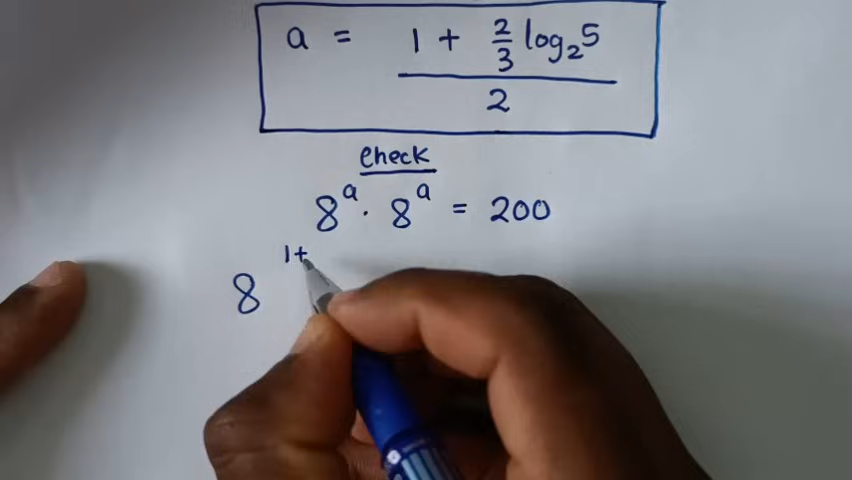 a = 1 + 2/3 log₂5 / 2
Check
8^a · 8^a = 200
8^1+